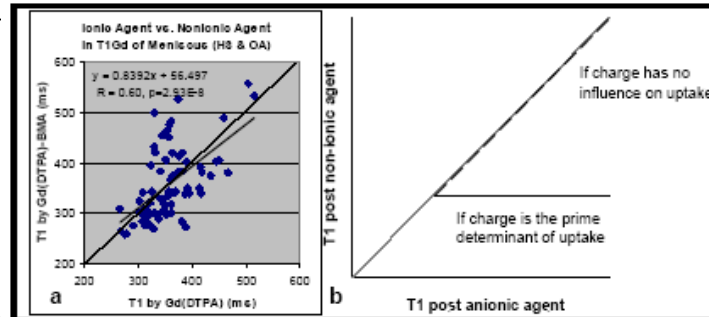 Ionic Agent vs. Nonionic Agent
in T1Gd of Meniscus (HS & OA)
y = 0.8392x + 56.497
R = 0.60, p=2.93E-8
600
500
400
300
200
T1 by Gd(DTPA)-BMA (ms)
200 300 400 500 600
T1 by Gd(DTPA) (ms)
a
T1 post non-ionic agent
If charge has no
influence on uptake
If charge is the prime
determinant of uptake
b
T1 post anionic agent